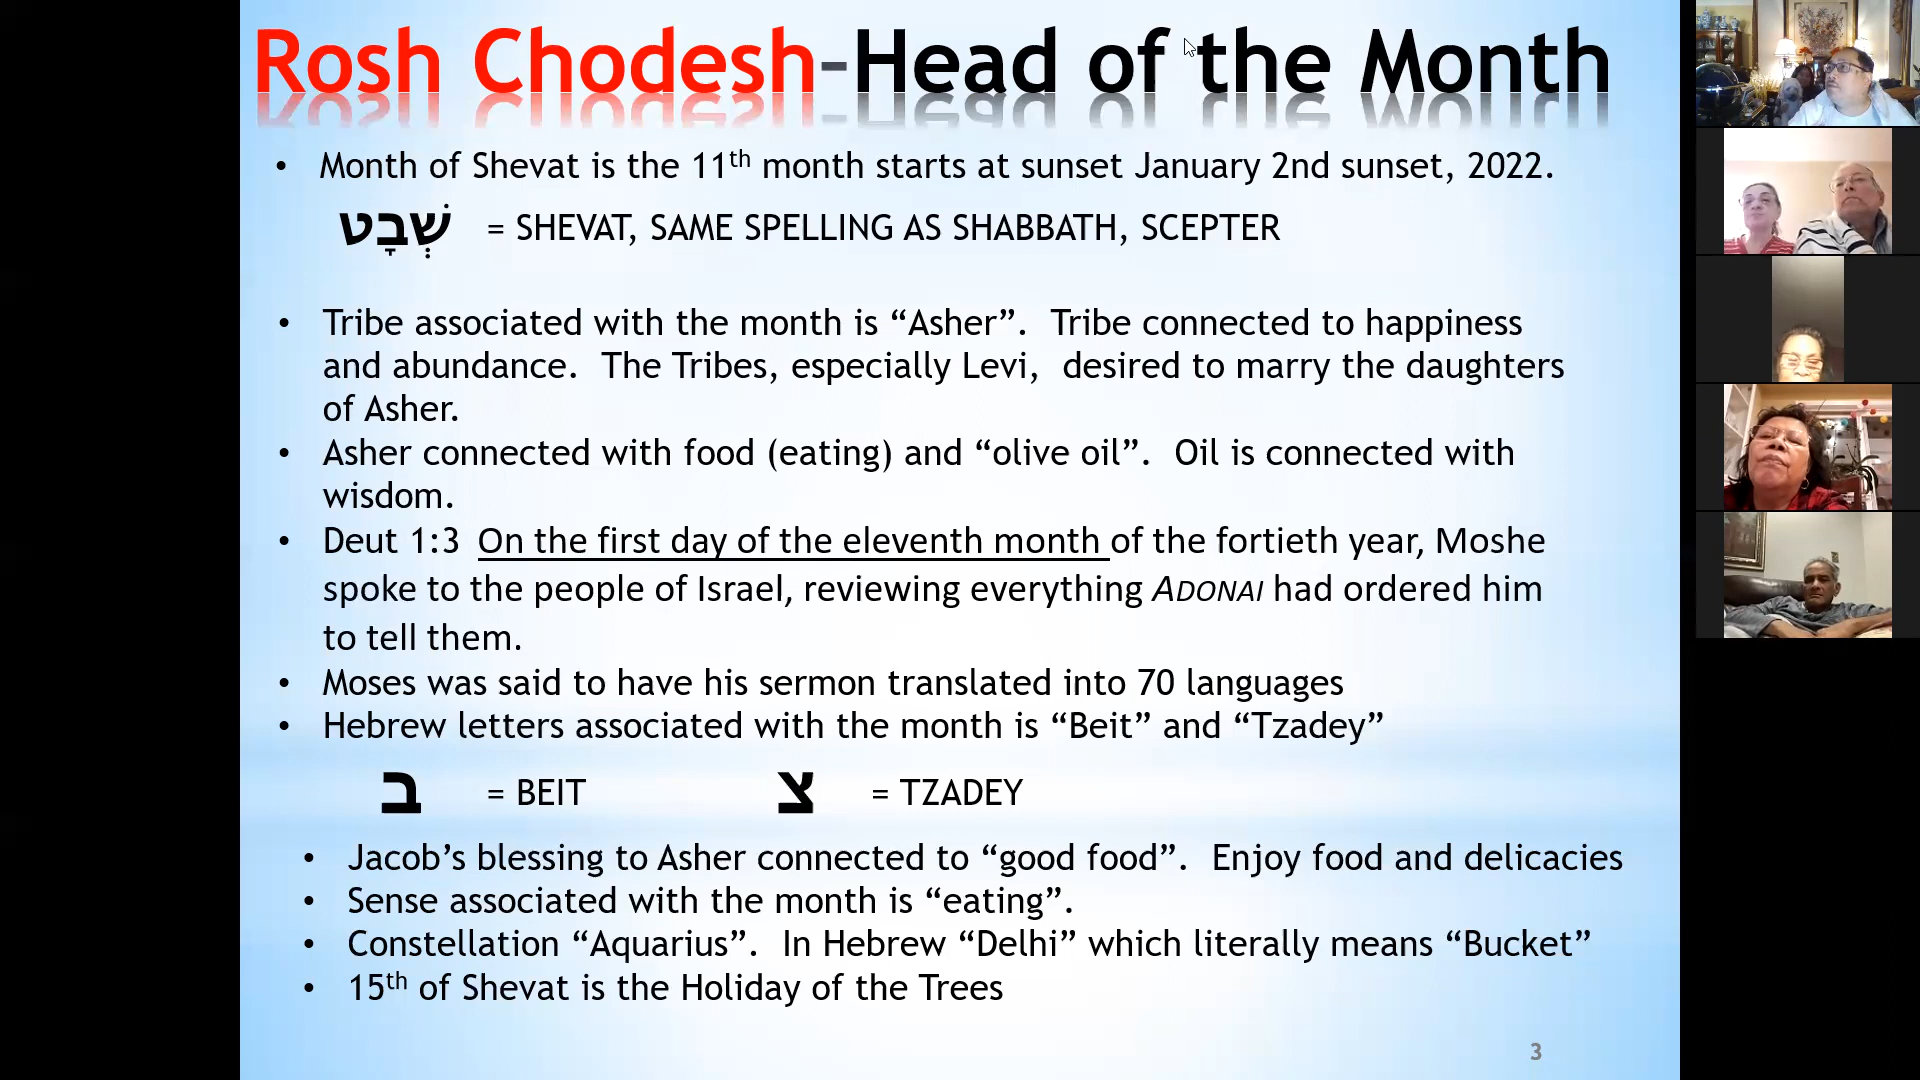 Rosh Chodesh-Head of the Month
• Month of Shevat is the 11th month starts at sunset January 2nd sunset, 2022.
שְׁבָט = SHEVAT, SAME SPELLING AS SHABBATH, SCEPTER
• Tribe associated with the month is “Asher”. Tribe connected to happiness
and abundance. The Tribes, especially Levi, desired to marry the daughters
of Asher.
• Asher connected with food (eating) and “olive oil”. Oil is connected with
wisdom.
• Deut 1:3 On the first day of the eleventh month of the fortieth year, Moshe
spoke to the people of Israel, reviewing everything ADONAI had ordered him
to tell them.
• Moses was said to have his sermon translated into 70 languages
• Hebrew letters associated with the month is “Beit” and “Tzadey”
ב = BEIT צ = TZADEY
• Jacob’s blessing to Asher connected to “good food”. Enjoy food and delicacies
• Sense associated with the month is “eating”.
• Constellation “Aquarius”. In Hebrew “Delhi” which literally means “Bucket”
• 15th of Shevat is the Holiday of the Trees
3